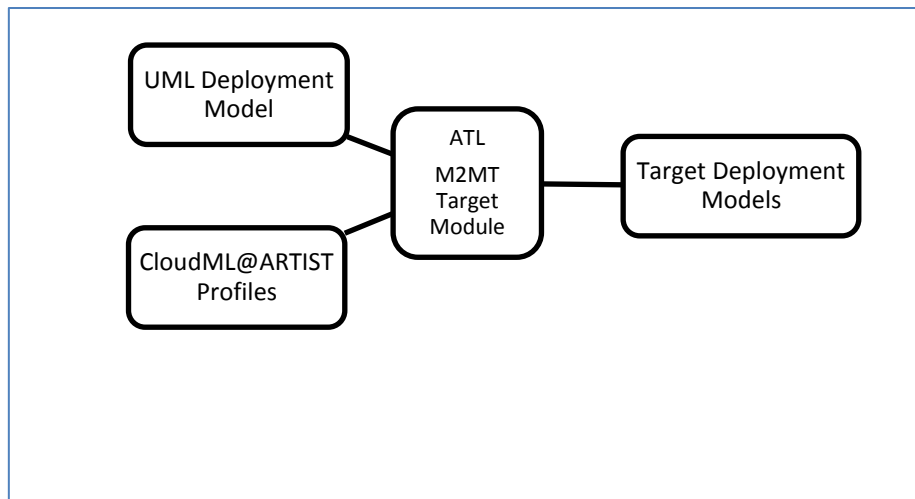 UML Deployment
Model
ATL
M2MT
Target
Module
Target Deployment
Models
CloudML@ARTIST
Profiles